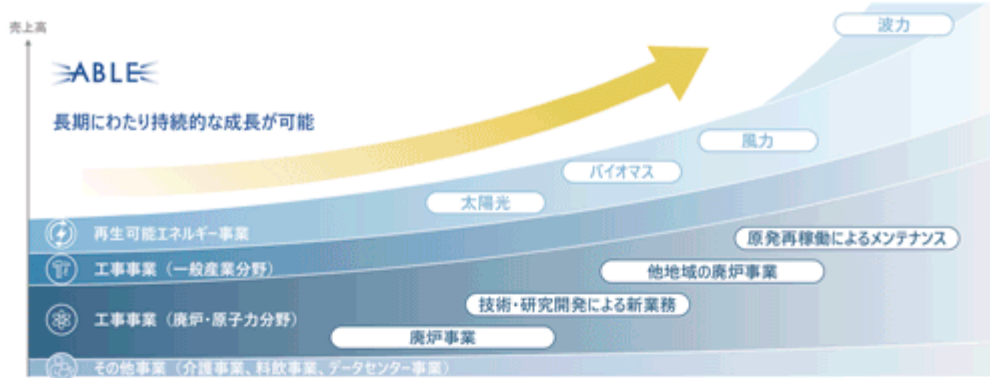 売上高
波力
ABLE
長期にわたり持続的な成長が可能
風力
バイオマス
太陽光
再生可能エネルギー事業
原発再稼働によるメンテナンス
工事事業（一般産業分野）
他地域の廃炉事業
技術・研究開発による新業務
工事事業（廃炉・原子力分野）
廃炉事業
その他事業（介護事業、料飲事業、データセンター事業）